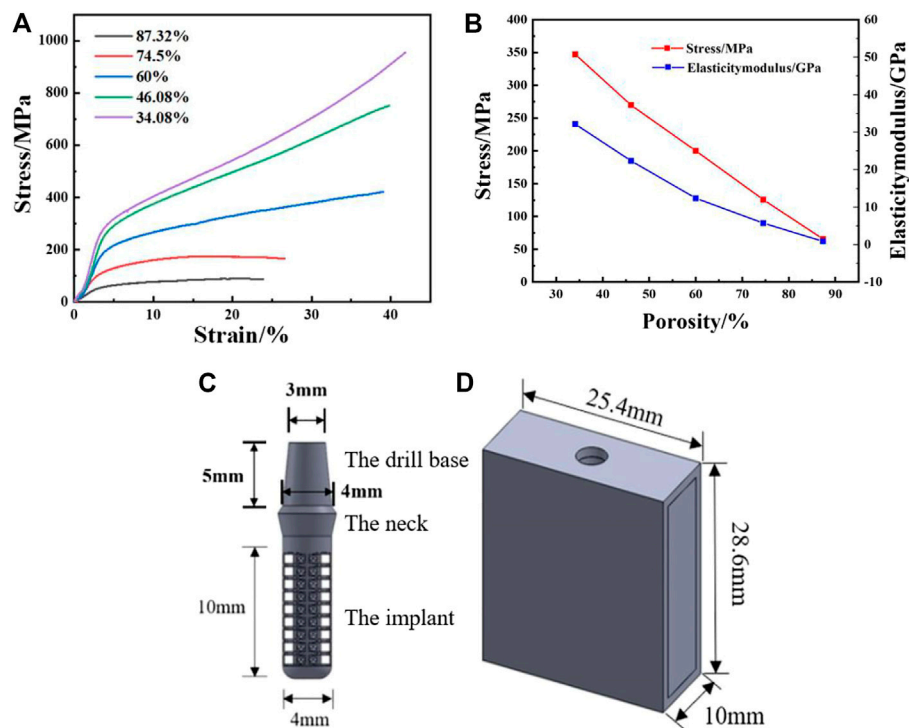 A
87.32%
74.5%
60%
46.08%
34.08%
1000
800
600
400
200
0
0
10
20
30
40
Stress/MPa
Strain/%
B
Stress/MPa
Elasticitymodulus/GPa
400
350
300
250
200
150
100
50
0
60
50
40
30
20
10
0
-10
30
40
50
60
70
80
90
Stress/MPa
Elasticitymodulus/GPa
Porosity/%
C
3mm
5mm
The drill base
4mm
The neck
10mm
The implant
4mm
D
25.4mm
28.6mm
10mm